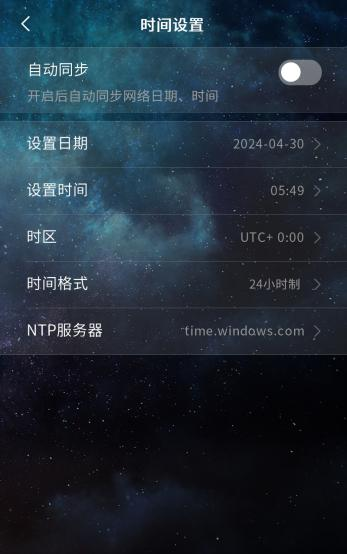 时间设置
自动同步
开启后自动同步网络日期、时间
设置日期 2024-04-30
设置时间 05:49
时区 UTC+ 0:00
时间格式 24小时制
NTP服务器 time.windows.com